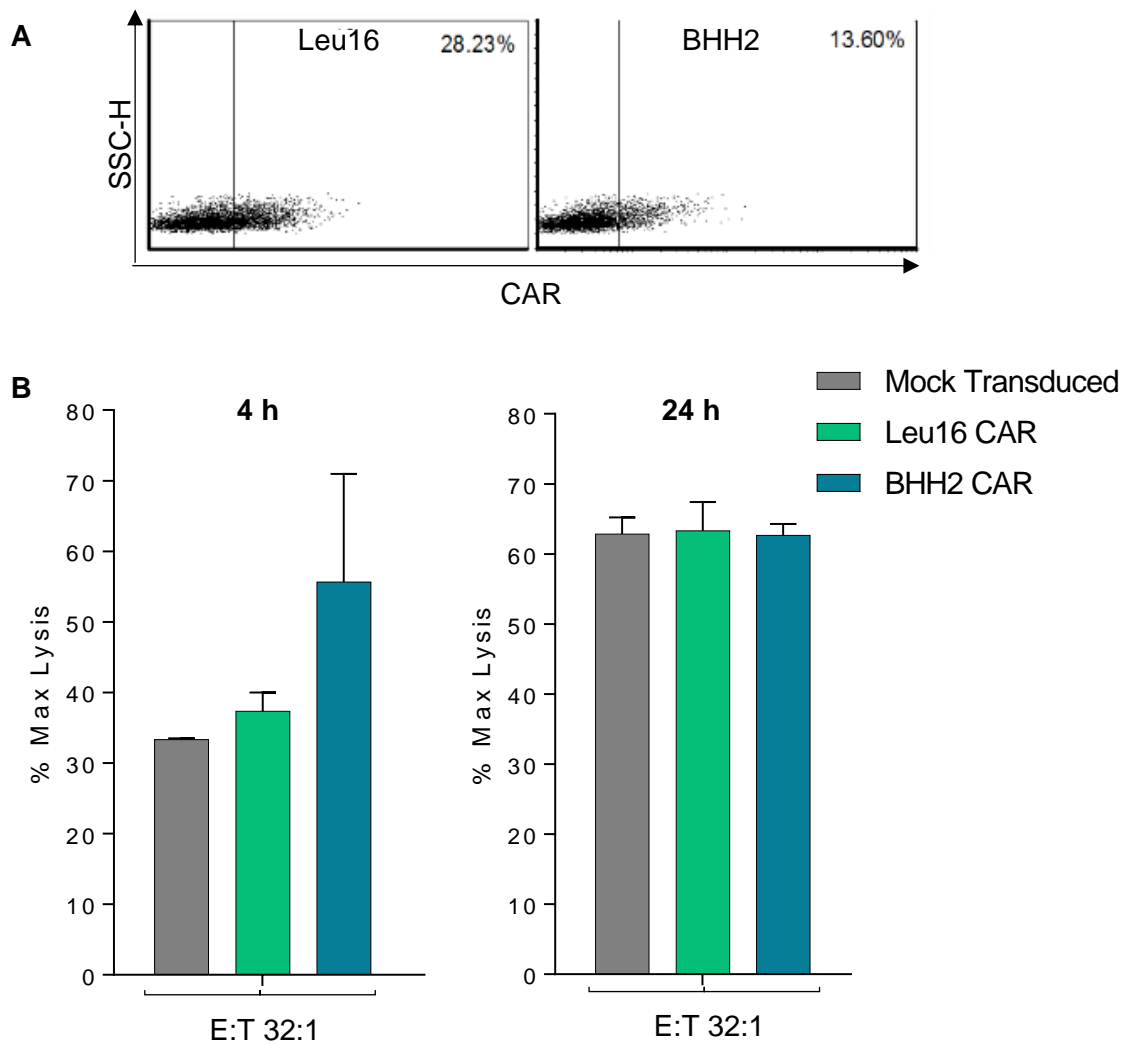 A
Leu16
28.23%
BHH2
13.60%
SSC-H
CAR
B
Mock Transduced
Leu16 CAR
BHH2 CAR
4 h
80
70
60
50
40
30
20
10
0
% Max Lysis
E:T 32:1
24 h
80
70
60
50
40
30
20
10
0
% Max Lysis
E:T 32:1